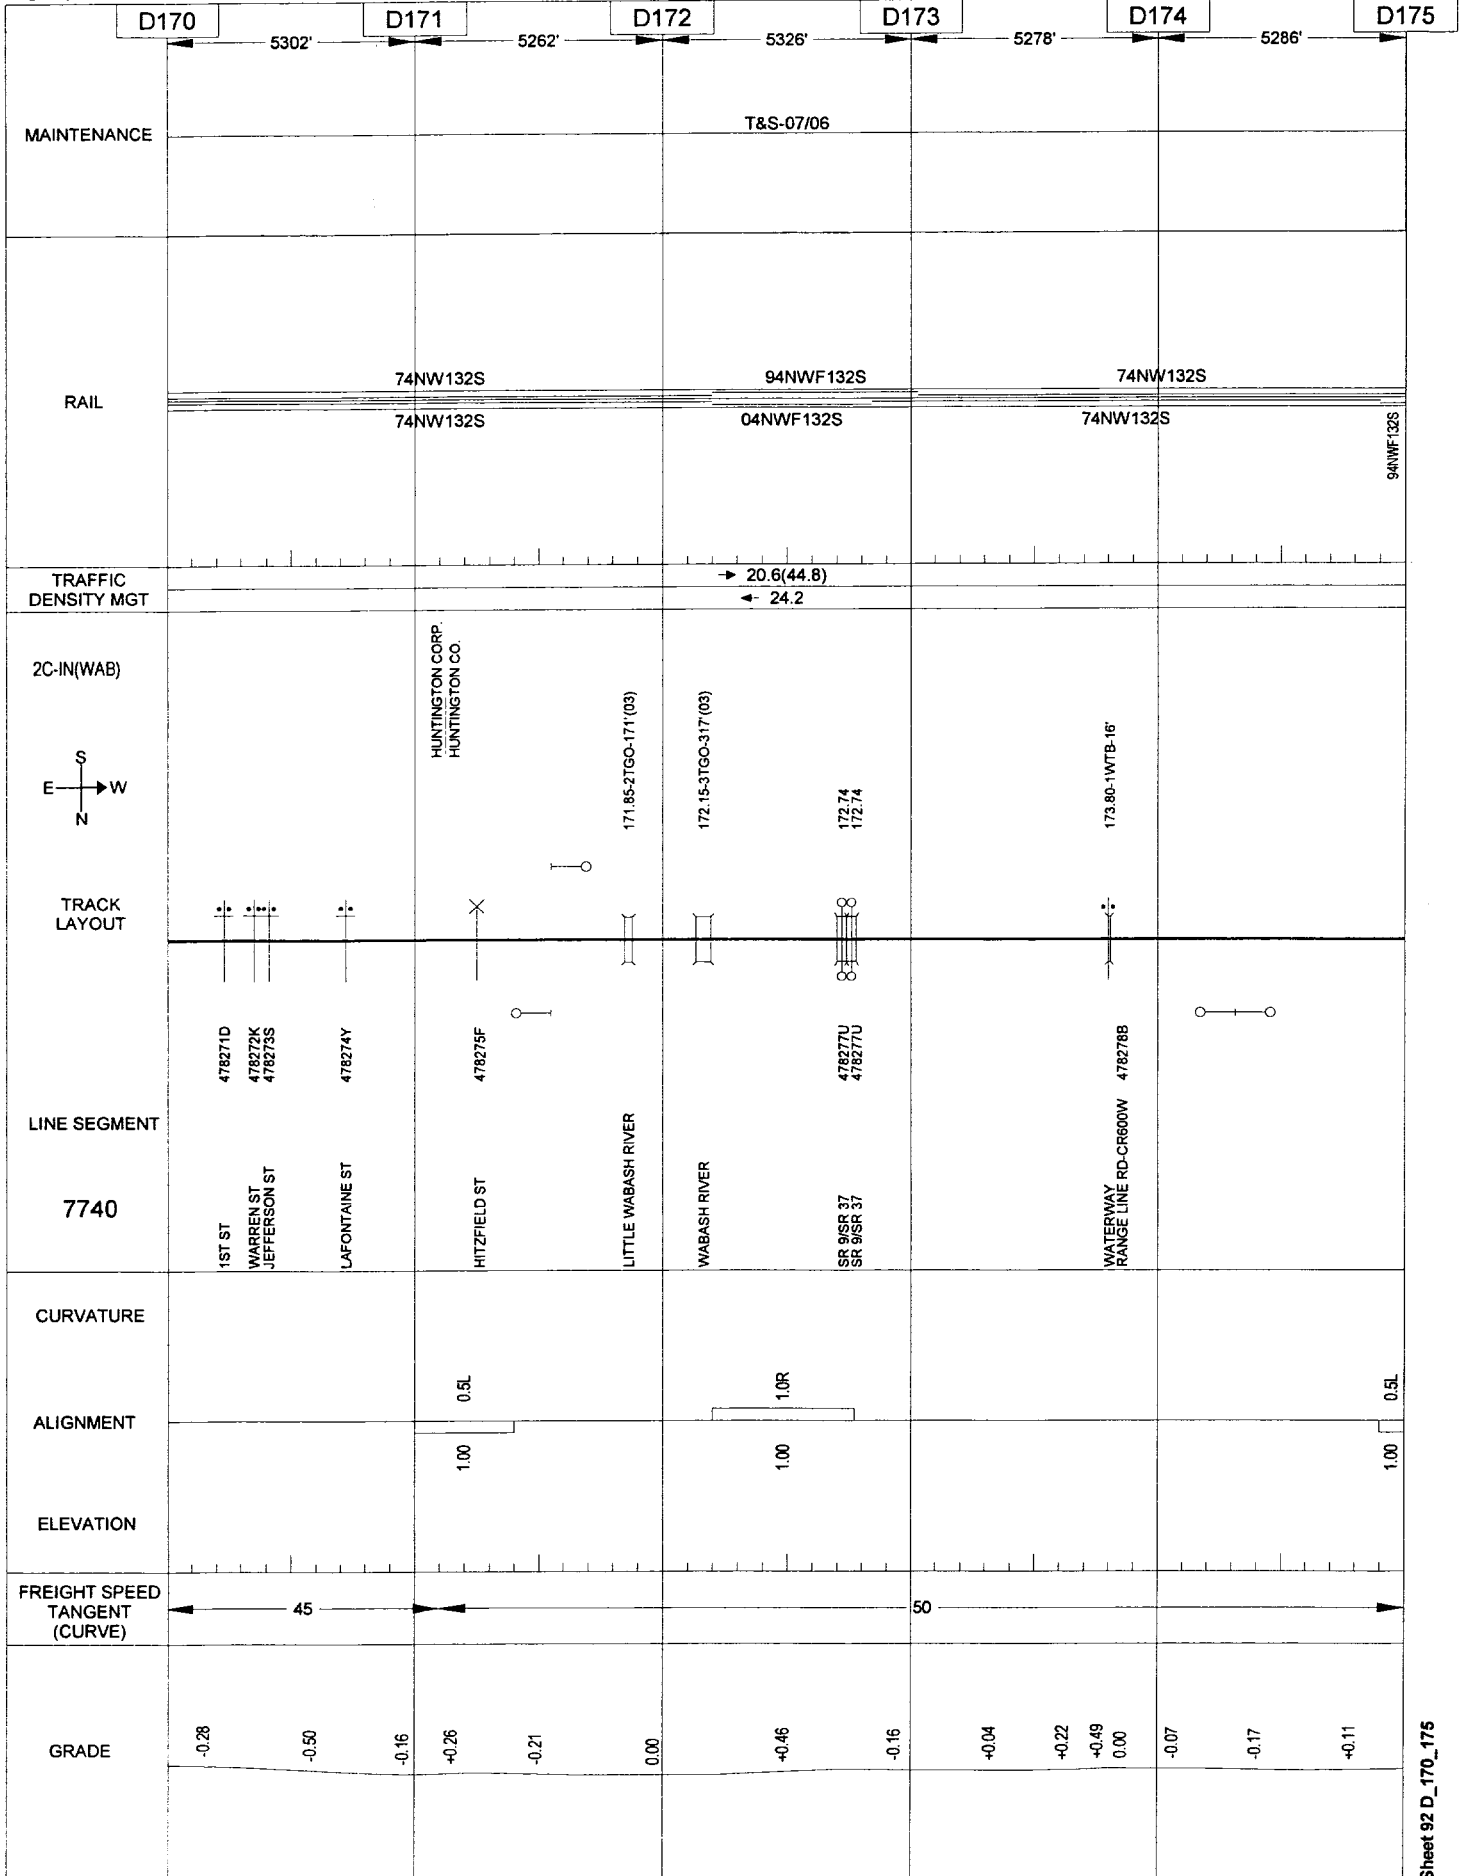 D170
D171
D172
D173
D174
D175
5302'
5262'
5326'
5278'
5286'
MAINTENANCE
T&S-07/06
RAIL
74NW132S
94NWF132S
74NW132S
74NW132S
04NWF132S
74NW132S
94NWF132S
TRAFFIC
DENSITY MGT
20.6(44.8)
24.2
2C-IN(WAB)
HUNTINGTON CORP.
HUNTINGTON CO.
S
E W
N
171.85-2TGO-171'(03)
172.15-3TGO-317'(03)
172.74
172.74
173.80-1WTB-16'
TRACK
LAYOUT
478271D
478272K
478273S
478274Y
478275F
478277U
478277U
478278B
LINE SEGMENT
7740
1ST ST
WARREN ST
JEFFERSON ST
LAFONTAINE ST
HITZFIELD ST
LITTLE WABASH RIVER
WABASH RIVER
SR 9/SR 37
SR 9/SR 37
WATERWAY
RANGE LINE RD-CR600W
CURVATURE
0.5L
1.0R
0.5L
ALIGNMENT
1.00
1.00
1.00
ELEVATION
FREIGHT SPEED
TANGENT
(CURVE)
45
50
GRADE
-0.28
-0.50
-0.16
+0.26
-0.21
0.00
+0.46
-0.16
+0.04
+0.22
+0.49
0.00
-0.07
-0.17
+0.11
Sheet 92 D_170_175